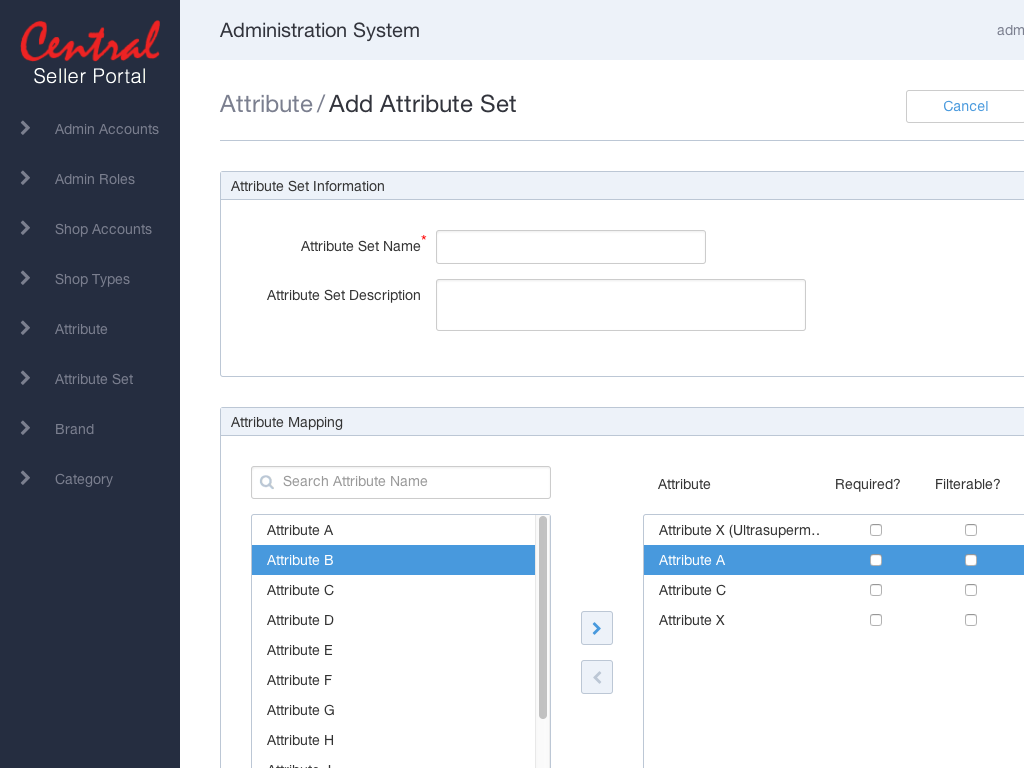 Central
Seller Portal
Admin Accounts
Admin Roles
Shop Accounts
Shop Types
Attribute
Attribute Set
Brand
Category
Administration System
adm
Attribute / Add Attribute Set
Cancel
Attribute Set Information
Attribute Set Name*
Attribute Set Description
Attribute Mapping
Search Attribute Name
Attribute A
Attribute B
Attribute C
Attribute D
Attribute E
Attribute F
Attribute G
Attribute H
Attribute Required? Filterable?
Attribute X (Ultrasuperm..
Attribute A
Attribute C
Attribute X